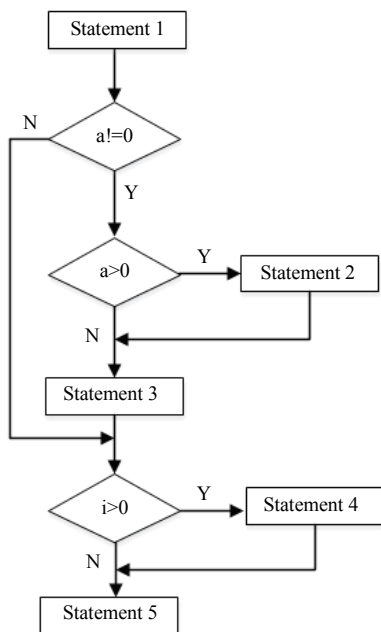 Statement 1
N
a!=0
Y
a>0
Y
Statement 2
N
Statement 3
i>0
Y
Statement 4
N
Statement 5